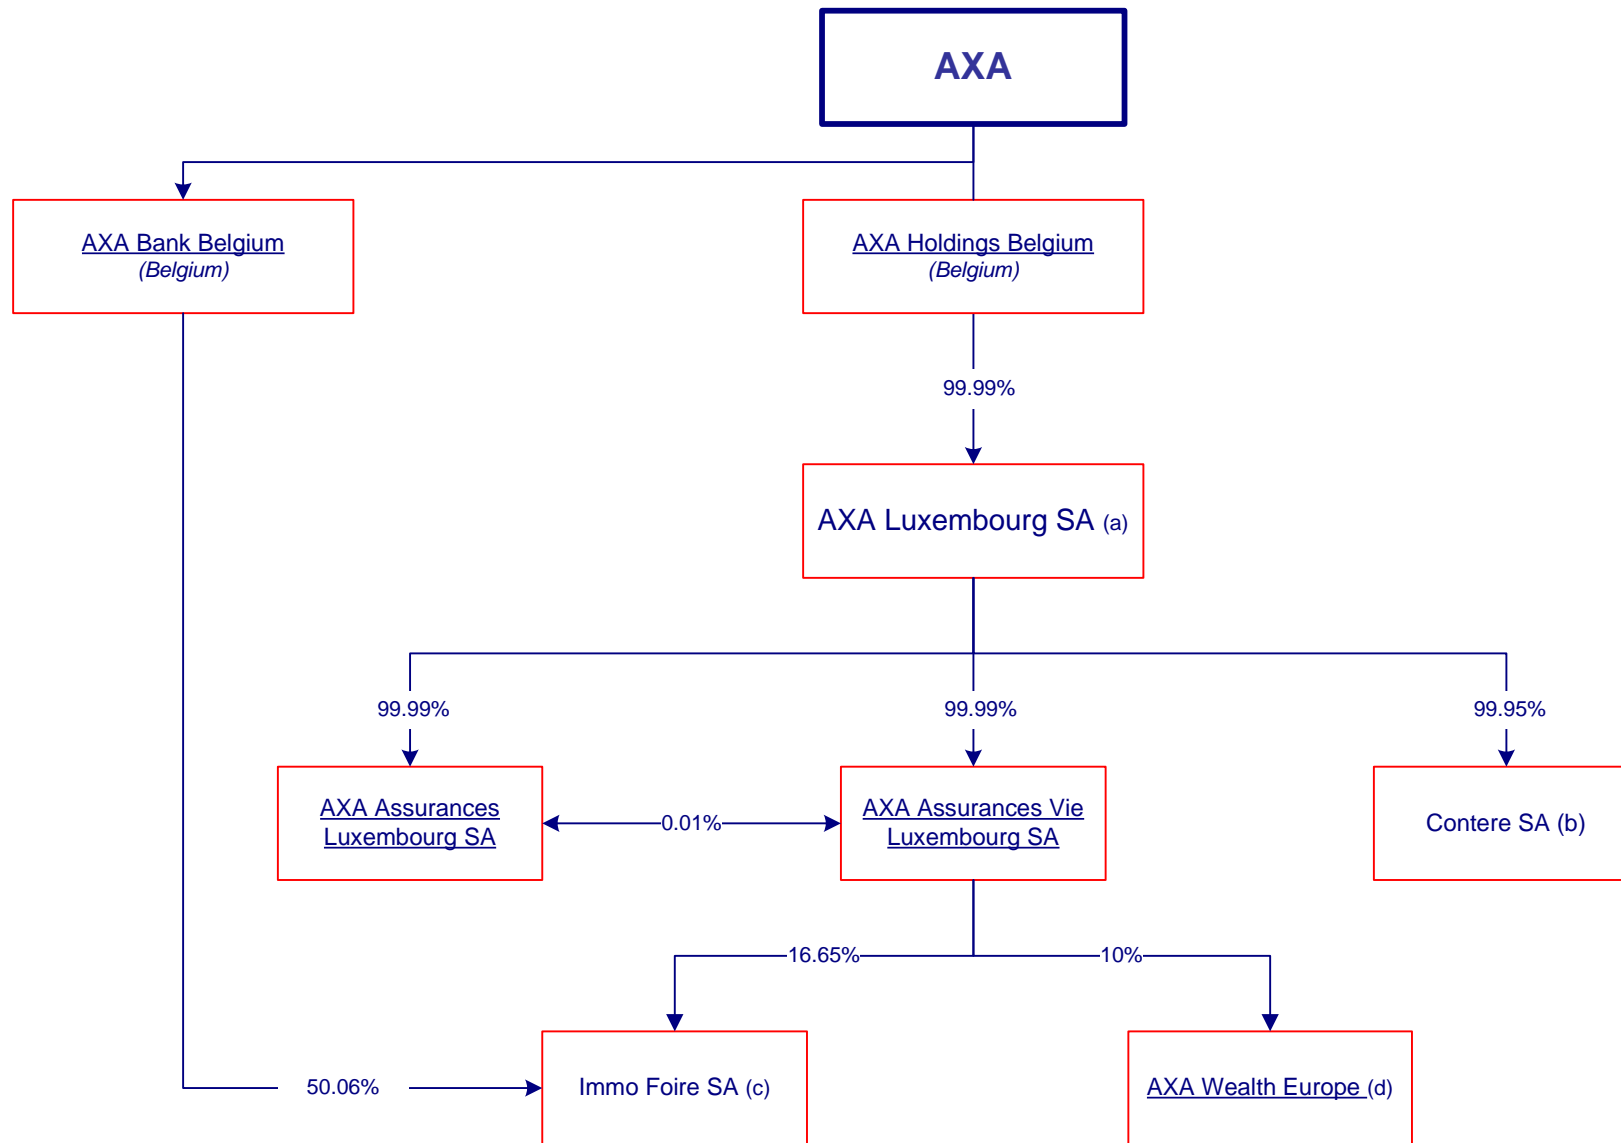 AXA
AXA Bank Belgium
(Belgium)
AXA Holdings Belgium
(Belgium)
99.99%
AXA Luxembourg SA (a)
99.99%
99.99%
99.95%
AXA Assurances
Luxembourg SA
0.01%
AXA Assurances Vie
Luxembourg SA
Contere SA (b)
16.65%
10%
50.06%
Immo Foire SA (c)
AXA Wealth Europe (d)